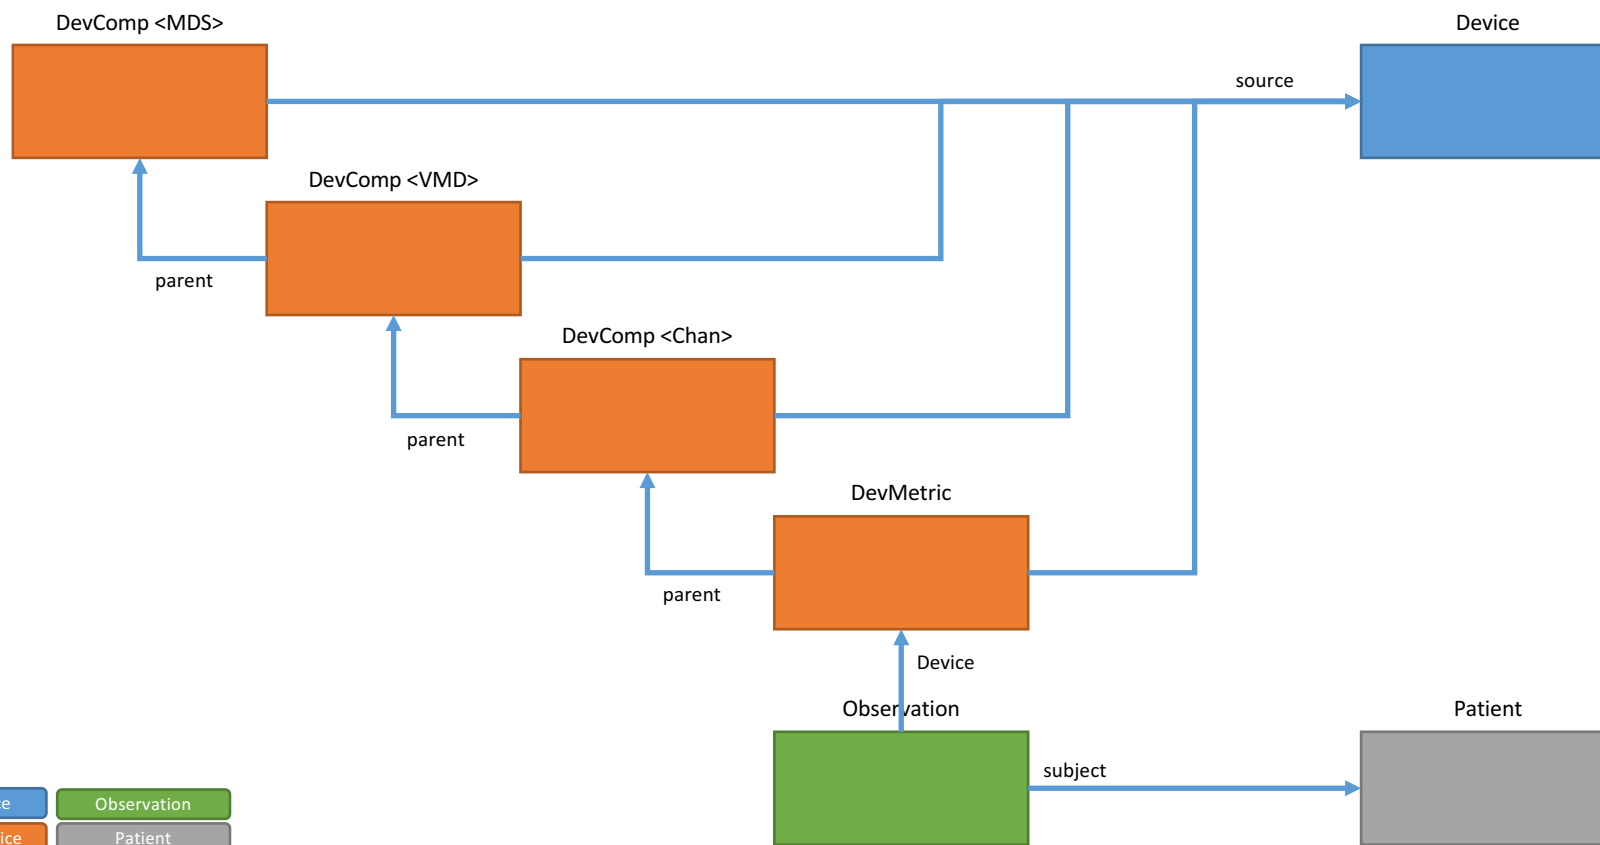 DevComp <MDS>
Device
source
DevComp <VMD>
parent
DevComp <Chan>
parent
DevMetric
parent
Device
Observation
Patient
subject
Observation
Patient